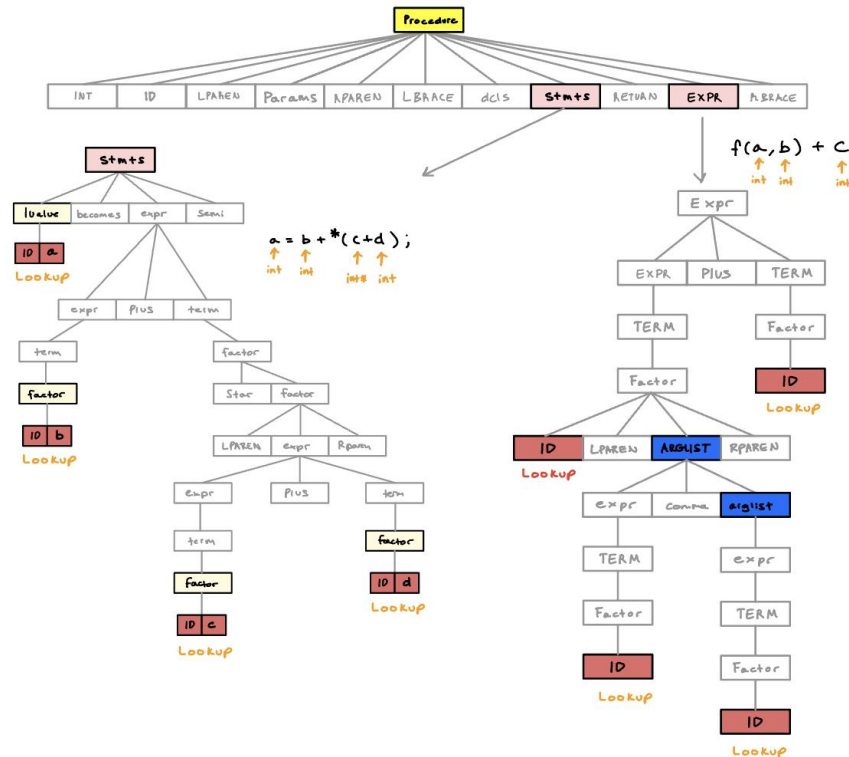 Procedure
INT ID LPAREN Params RPAREN LBRACE dcls Stmts RETURN EXPR RBRACE
Stmts
lvalue becomes expr Semi
ID a
Lookup
a = b + *(c+d);
int int int* int
expr Plus term
term factor
factor Star factor
ID b
Lookup
LPAREN expr Rparen
expr Plus term
term factor
factor ID d
Lookup
ID c
Lookup
f(a,b) + c
int int int
Expr
EXPR Plus TERM
TERM Factor
Factor ID
Lookup
ID LPAREN ARGLIST RPAREN
Lookup
expr comma arglist
TERM expr
Factor TERM
ID Factor
Lookup
ID
Lookup